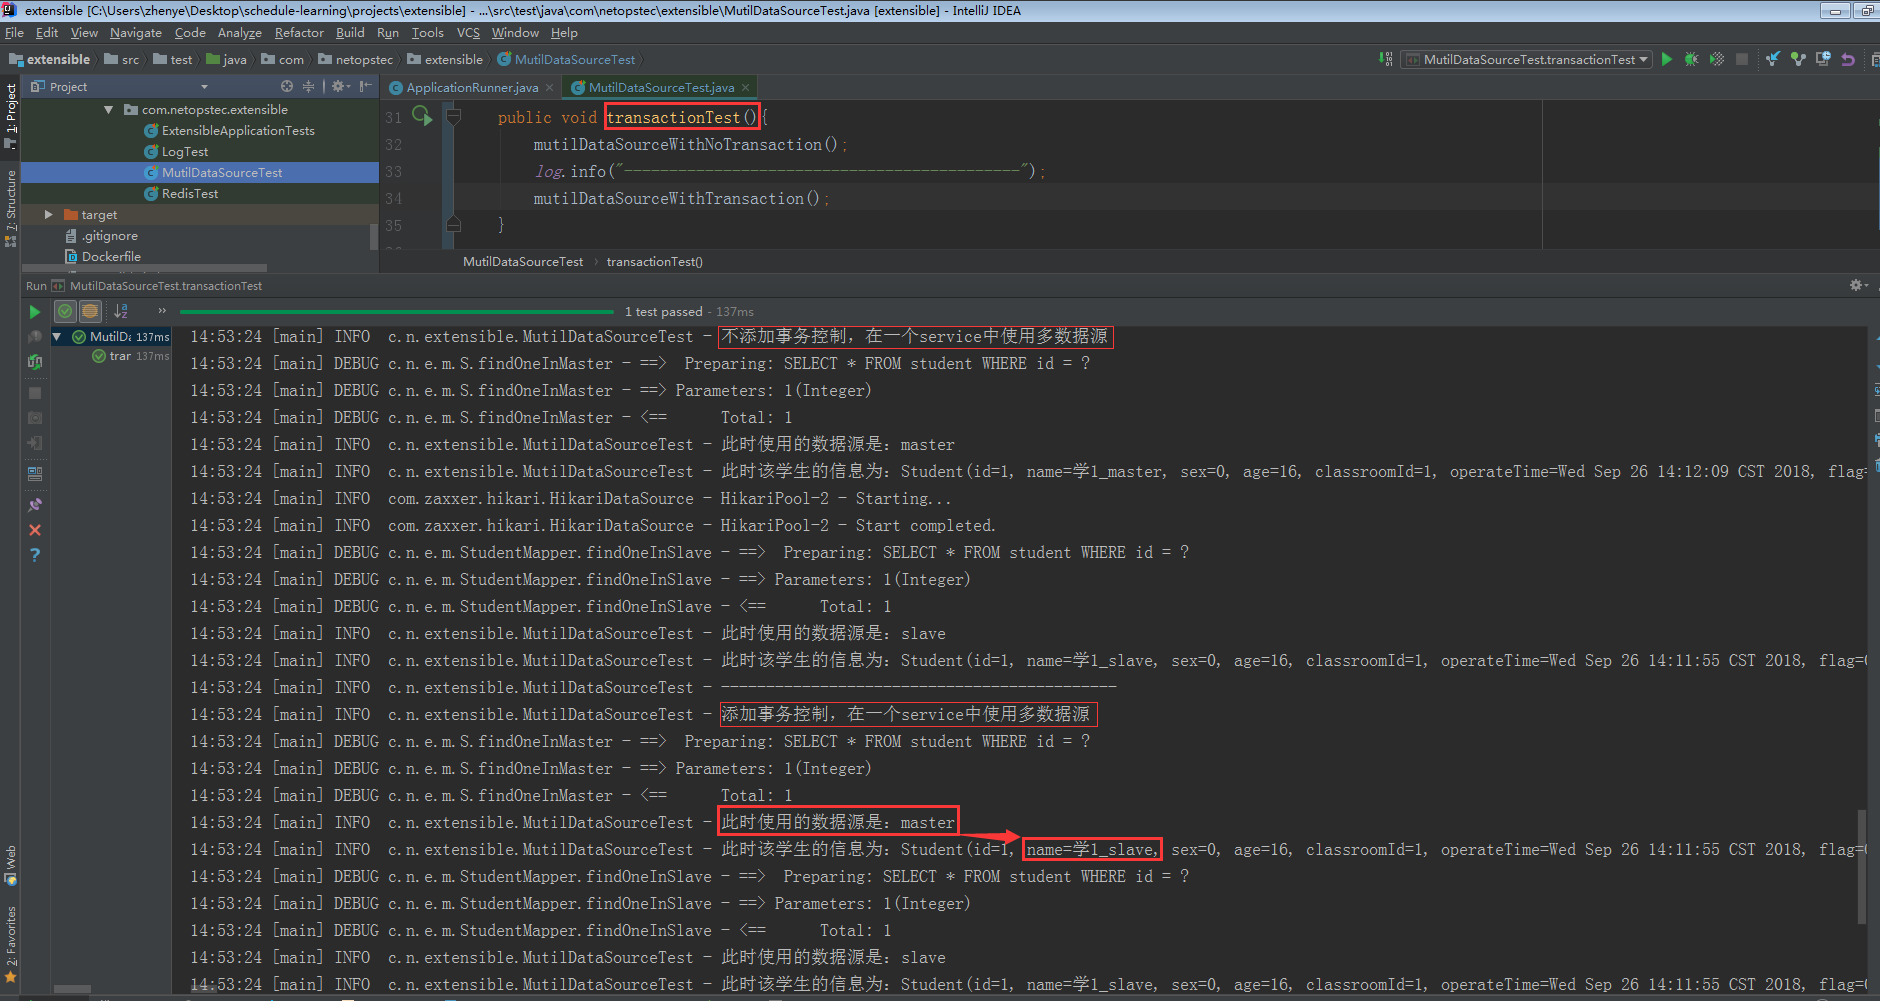 extensible [C:\Users\zhenye\Desktop\schedule-learning\projects\extensible] - ...\src\test\java\com\netopstec\extensible\MutilDataSourceTest.java [extensible] - IntelliJ IDEA
File Edit View Navigate Code Analyze Refactor Build Run Tools VCS Window Help
extensible src test java com netopstec extensible MutilDataSourceTest MutilDataSourceTest.transactionTest
1: Project
7: Structure
Web
2: Favorites
Project
com.netopstec.extensible
ExtensibleApplicationTests
LogTest
MutilDataSourceTest
RedisTest
target
.gitignore
Dockerfile
ApplicationRunner.java MutilDataSourceTest.java
31 public void transactionTest(){
32 mutilDataSourceWithNoTransaction();
33 log.info("--------------------------------------------");
34 mutilDataSourceWithTransaction();
35 }
MutilDataSourceTest transactionTest()
Run MutilDataSourceTest.transactionTest
1 test passed - 137ms
MutilDa 137ms
trar 137ms
14:53:24 [main] INFO c.n.extensible.MutilDataSourceTest - 不添加事务控制，在一个service中使用多数据源
14:53:24 [main] DEBUG c.n.e.m.S.findOneInMaster - ==> Preparing: SELECT * FROM student WHERE id = ?
14:53:24 [main] DEBUG c.n.e.m.S.findOneInMaster - ==> Parameters: 1(Integer)
14:53:24 [main] DEBUG c.n.e.m.S.findOneInMaster - <== Total: 1
14:53:24 [main] INFO c.n.extensible.MutilDataSourceTest - 此时使用的数据源是：master
14:53:24 [main] INFO c.n.extensible.MutilDataSourceTest - 此时该学生的信息为：Student(id=1, name=学1_master, sex=0, age=16, classroomId=1, operateTime=Wed Sep 26 14:12:09 CST 2018, flag=
14:53:24 [main] INFO com.zaxxer.hikari.HikariDataSource - HikariPool-2 - Starting...
14:53:24 [main] INFO com.zaxxer.hikari.HikariDataSource - HikariPool-2 - Start completed.
14:53:24 [main] DEBUG c.n.e.m.StudentMapper.findOneInSlave - ==> Preparing: SELECT * FROM student WHERE id = ?
14:53:24 [main] DEBUG c.n.e.m.StudentMapper.findOneInSlave - ==> Parameters: 1(Integer)
14:53:24 [main] DEBUG c.n.e.m.StudentMapper.findOneInSlave - <== Total: 1
14:53:24 [main] INFO c.n.extensible.MutilDataSourceTest - 此时使用的数据源是：slave
14:53:24 [main] INFO c.n.extensible.MutilDataSourceTest - 此时该学生的信息为：Student(id=1, name=学1_slave, sex=0, age=16, classroomId=1, operateTime=Wed Sep 26 14:11:55 CST 2018, flag=
14:53:24 [main] INFO c.n.extensible.MutilDataSourceTest - --------------------------------------------
14:53:24 [main] INFO c.n.extensible.MutilDataSourceTest - 添加事务控制，在一个service中使用多数据源
14:53:24 [main] DEBUG c.n.e.m.S.findOneInMaster - ==> Preparing: SELECT * FROM student WHERE id = ?
14:53:24 [main] DEBUG c.n.e.m.S.findOneInMaster - ==> Parameters: 1(Integer)
14:53:24 [main] DEBUG c.n.e.m.S.findOneInMaster - <== Total: 1
14:53:24 [main] INFO c.n.extensible.MutilDataSourceTest - 此时使用的数据源是：master
14:53:24 [main] INFO c.n.extensible.MutilDataSourceTest - 此时该学生的信息为：Student(id=1, name=学1_slave, sex=0, age=16, classroomId=1, operateTime=Wed Sep 26 14:11:55 CST 2018, flag=
14:53:24 [main] DEBUG c.n.e.m.StudentMapper.findOneInSlave - ==> Preparing: SELECT * FROM student WHERE id = ?
14:53:24 [main] DEBUG c.n.e.m.StudentMapper.findOneInSlave - ==> Parameters: 1(Integer)
14:53:24 [main] DEBUG c.n.e.m.StudentMapper.findOneInSlave - <== Total: 1
14:53:24 [main] INFO c.n.extensible.MutilDataSourceTest - 此时使用的数据源是：slave
14:53:24 [main] INFO c.n.extensible.MutilDataSourceTest - 此时该学生的信息为：Student(id=1, name=学1_slave, sex=0, age=16, classroomId=1, operateTime=Wed Sep 26 14:11:55 CST 2018, flag=